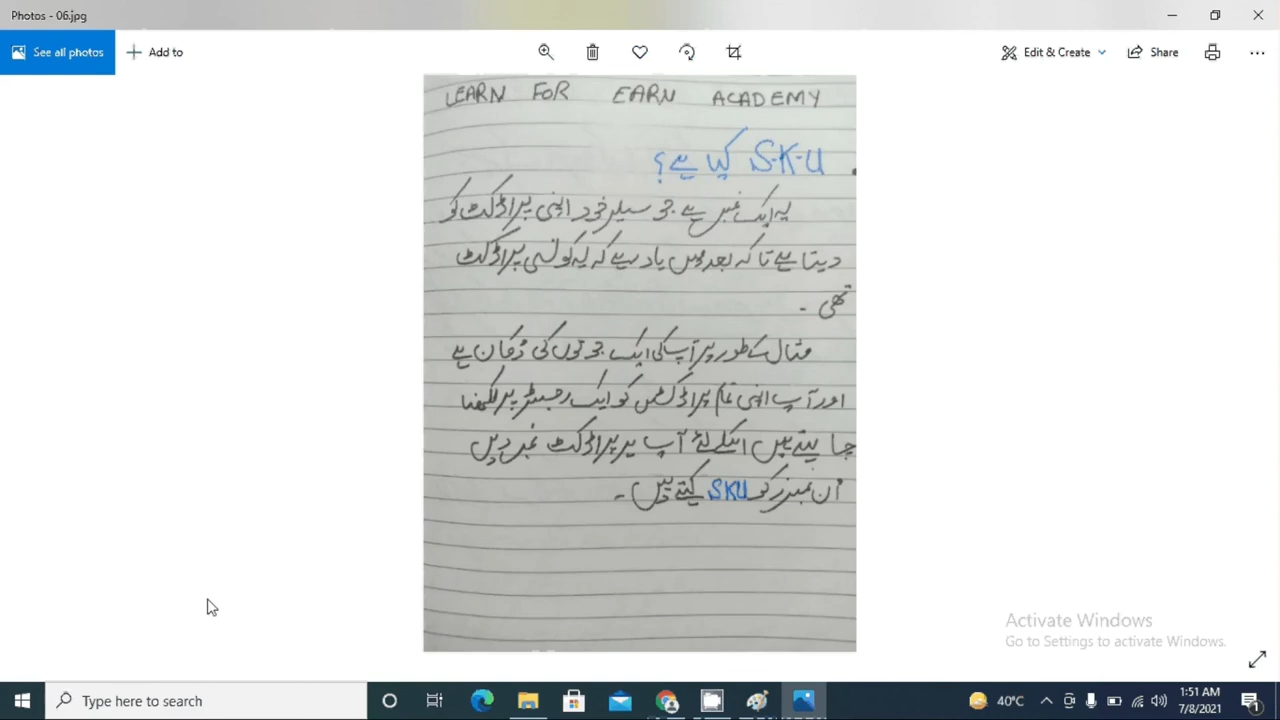 Photos - 06.jpg
See all photos
Add to
Edit & Create
Share
LEARN FOR EARN ACADEMY
S.K.U کیا ہے؟
یہ ایک نمبر ہے جو سیلر خود اپنی پراڈکٹ کو
دیتا ہے تا کہ بعد میں یاد رہے کہ یہ کونسی پراڈکٹ
تھی ۔
مثال کے طور پر آپ کی ایک جوتوں کی دُکان ہے
اور آپ اپنی تمام پراڈکٹس کو ایک رجسٹر پر لکھنا
چاہتے ہیں اسکے لئے آپ ہر پراڈکٹ نمبر دیں
اُن نمبرز کو SKU کہتے ہیں ۔
Activate Windows
Go to Settings to activate Windows.
Type here to search
40°C
1:51 AM
7/8/2021
1